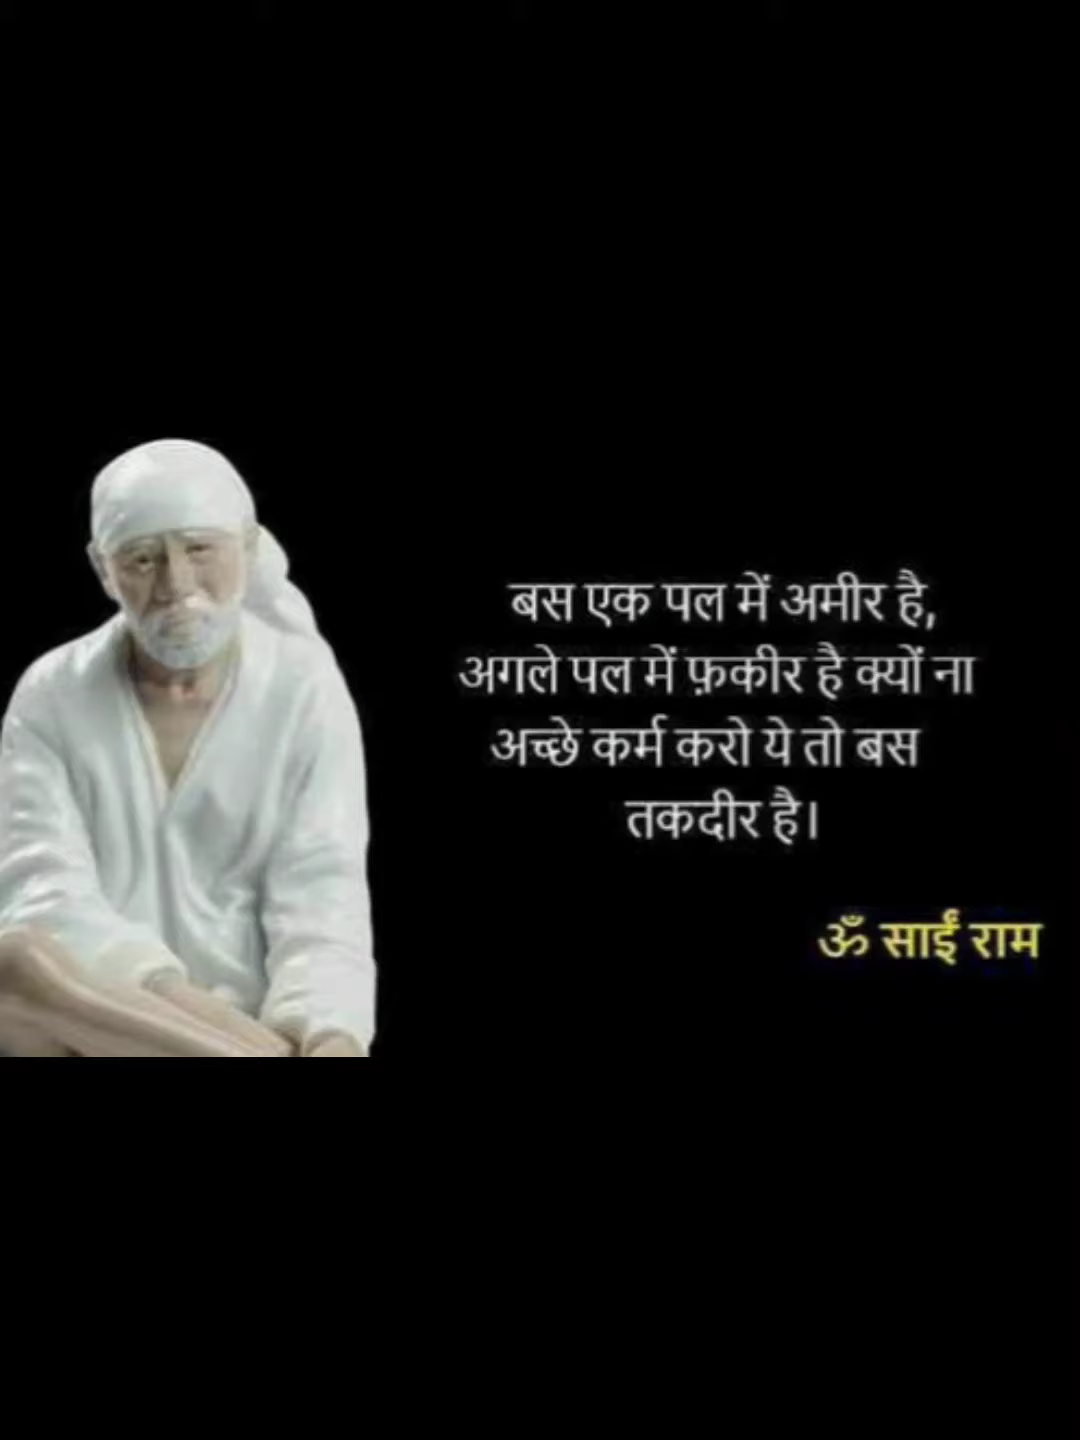 बस एक पल में अमीर है,
अगले पल में फ़कीर है क्यों ना
अच्छे कर्म करो ये तो बस
तकदीर है।
ॐ साईं राम